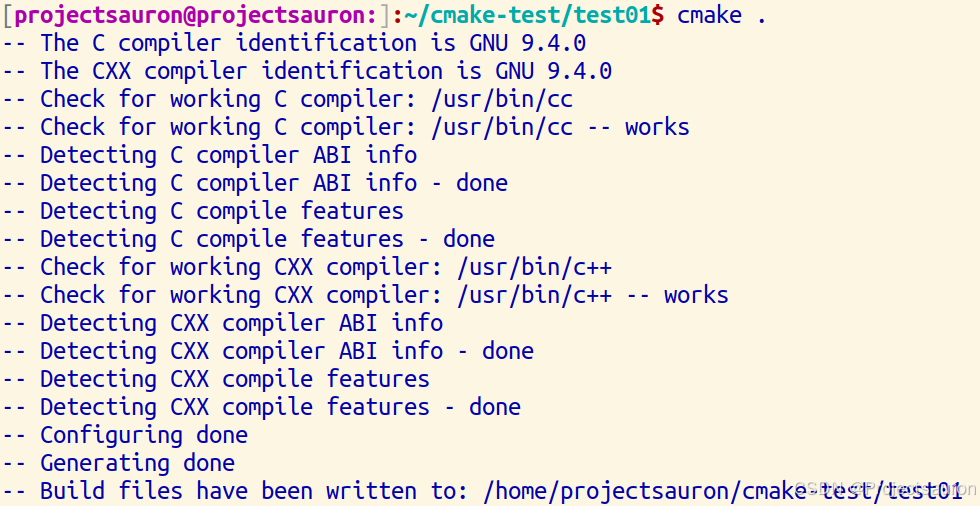 [projectsauron@projectsauron:]:~/cmake-test/test01$ cmake .
-- The C compiler identification is GNU 9.4.0
-- The CXX compiler identification is GNU 9.4.0
-- Check for working C compiler: /usr/bin/cc
-- Check for working C compiler: /usr/bin/cc -- works
-- Detecting C compiler ABI info
-- Detecting C compiler ABI info - done
-- Detecting C compile features
-- Detecting C compile features - done
-- Check for working CXX compiler: /usr/bin/c++
-- Check for working CXX compiler: /usr/bin/c++ -- works
-- Detecting CXX compiler ABI info
-- Detecting CXX compiler ABI info - done
-- Detecting CXX compile features
-- Detecting CXX compile features - done
-- Configuring done
-- Generating done
-- Build files have been written to: /home/projectsauron/cmake-test/test01
CSDN @Projectsauron